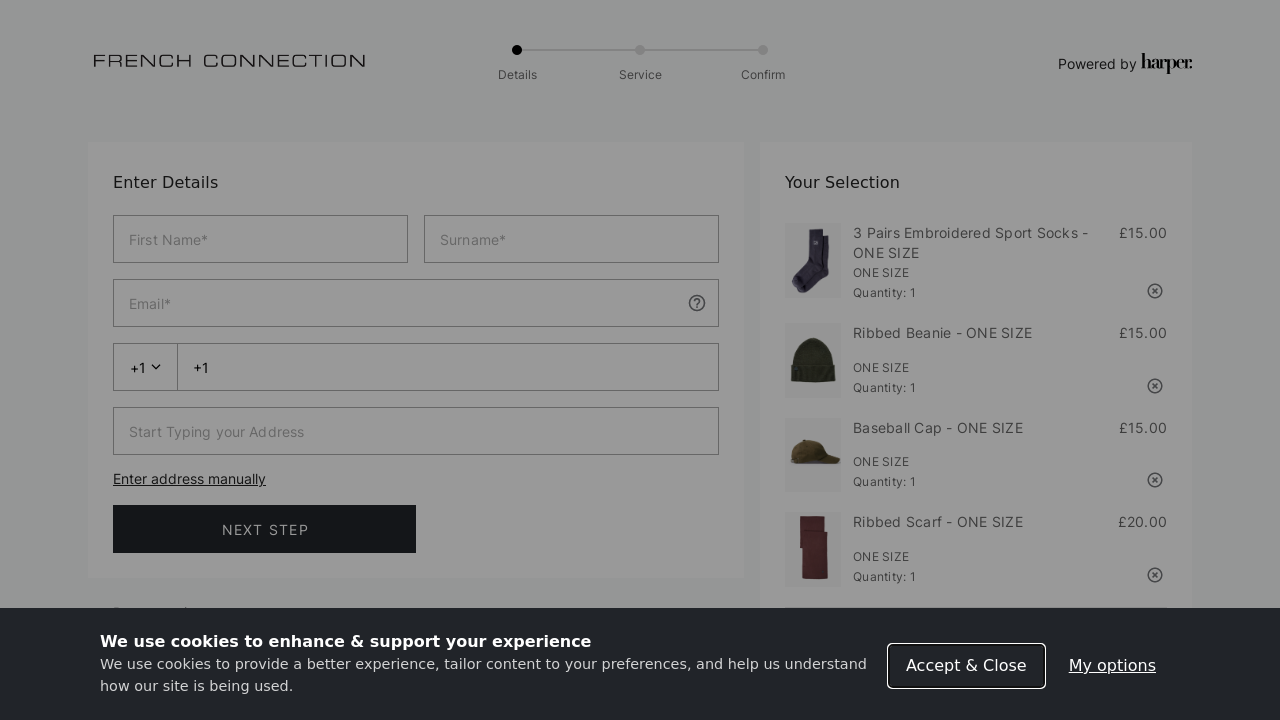 FRENCH CONNECTION
Details
Service
Confirm
Powered by harper.
Enter Details
First Name*
Surname*
Email*
+1
+1
Start Typing your Address
Enter address manually
NEXT STEP
Your Selection
3 Pairs Embroidered Sport Socks - £15.00
ONE SIZE
ONE SIZE
Quantity: 1
Ribbed Beanie - ONE SIZE £15.00
ONE SIZE
Quantity: 1
Baseball Cap - ONE SIZE £15.00
ONE SIZE
Quantity: 1
Ribbed Scarf - ONE SIZE £20.00
ONE SIZE
Quantity: 1
We use cookies to enhance & support your experience
We use cookies to provide a better experience, tailor content to your preferences, and help us understand
how our site is being used.
Accept & Close
My options